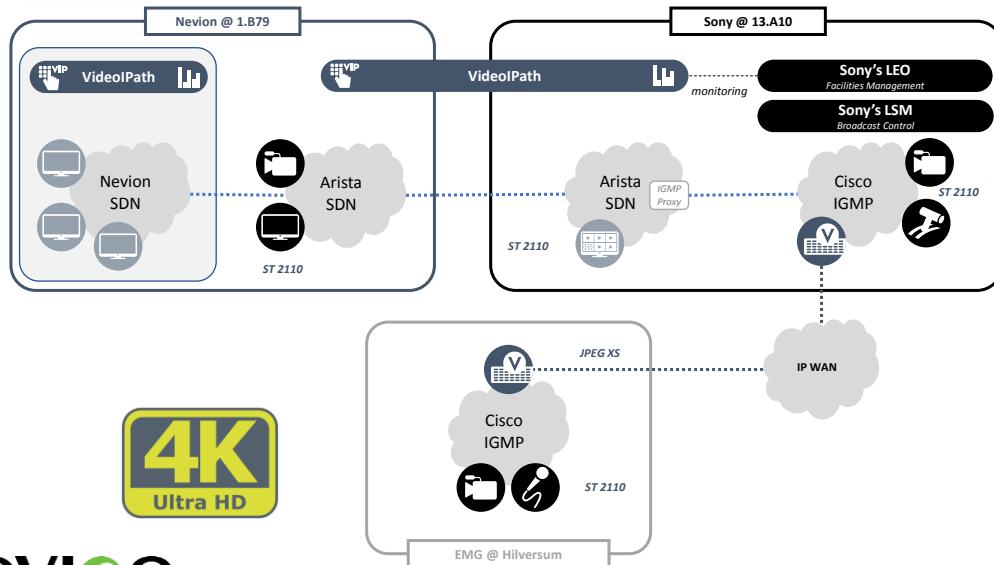 Nevion @ 1.B79
Sony @ 13.A10
VIP
VideoIPath
VIP
VideoIPath
monitoring
Sony's LEO
Facilities Management
Sony's LSM
Broadcast Control
Nevion
SDN
Arista
SDN
ST 2110
Arista
SDN
IGMP
Proxy
ST 2110
Cisco
IGMP
ST 2110
V
IP WAN
JPEG XS
V
Cisco
IGMP
ST 2110
EMG @ Hilversum
4K
Ultra HD